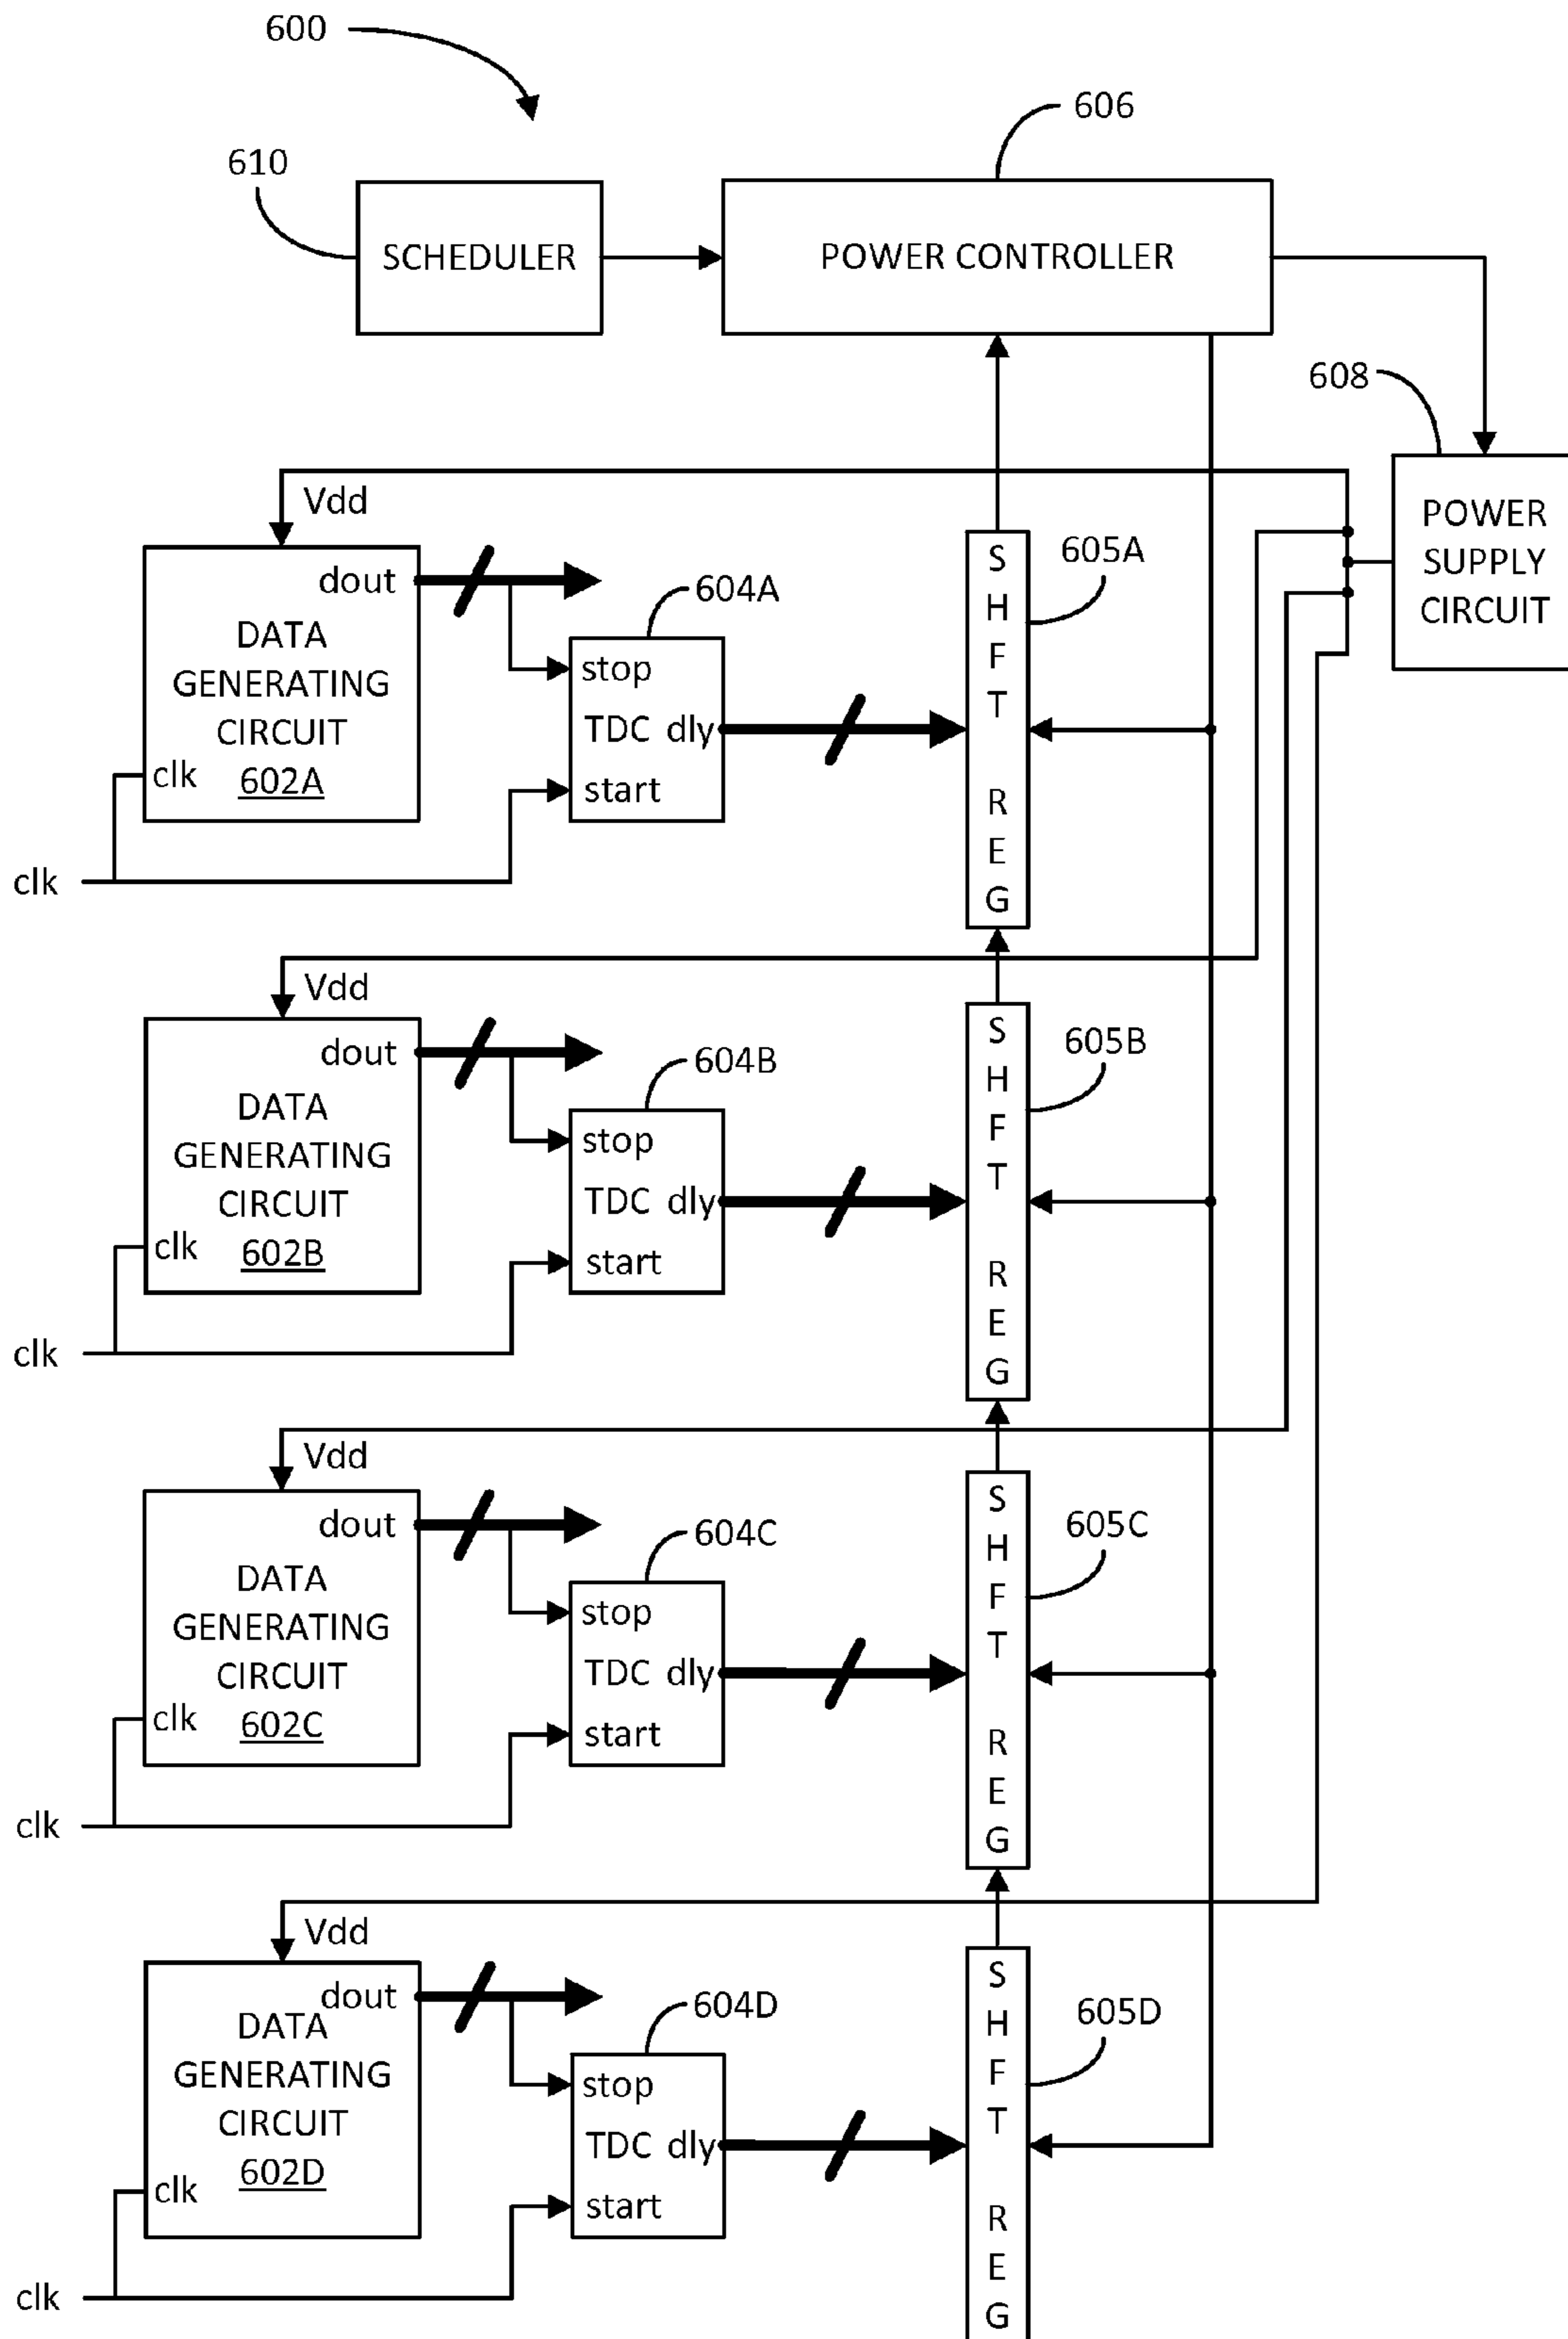 600
606
610
SCHEDULER
POWER CONTROLLER
608
POWER
SUPPLY
CIRCUIT
Vdd
dout
DATA
GENERATING
CIRCUIT
602A
clk
604A
stop
TDC dly
start
S
H
F
T
R
E
G
605A
clk
Vdd
dout
DATA
GENERATING
CIRCUIT
602B
clk
604B
stop
TDC dly
start
S
H
F
T
R
E
G
605B
clk
Vdd
dout
DATA
GENERATING
CIRCUIT
602C
clk
604C
stop
TDC dly
start
S
H
F
T
R
E
G
605C
clk
Vdd
dout
DATA
GENERATING
CIRCUIT
602D
clk
604D
stop
TDC dly
start
S
H
F
T
R
E
G
605D
clk